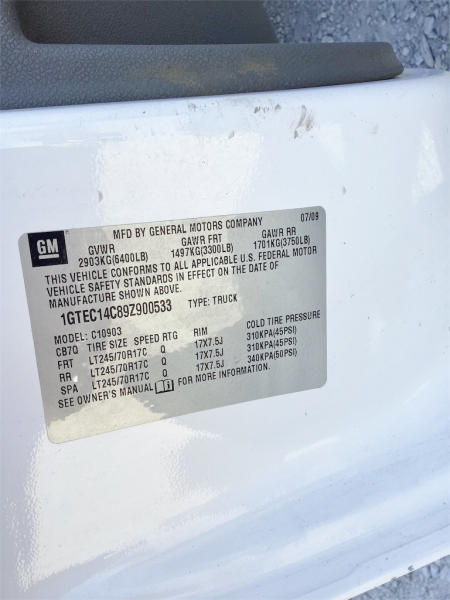 GM
MFD BY GENERAL MOTORS COMPANY 07/09
GVWR GAWR FRT GAWR RR
2903KG(6400LB) 1497KG(3300LB) 1701KG(3750LB)
THIS VEHICLE CONFORMS TO ALL APPLICABLE U.S. FEDERAL MOTOR
VEHICLE SAFETY STANDARDS IN EFFECT ON THE DATE OF
MANUFACTURE SHOWN ABOVE.
1GTEC14C89Z900533 TYPE: TRUCK
MODEL: C10903
CB7Q TIRE SIZE SPEED RTG RIM COLD TIRE PRESSURE
FRT LT245/70R17C Q 17X7.5J 310KPA(45PSI)
RR LT245/70R17C Q 17X7.5J 310KPA(45PSI)
SPA LT245/70R17C Q 17X7.5J 340KPA(50PSI)
SEE OWNER'S MANUAL FOR MORE INFORMATION